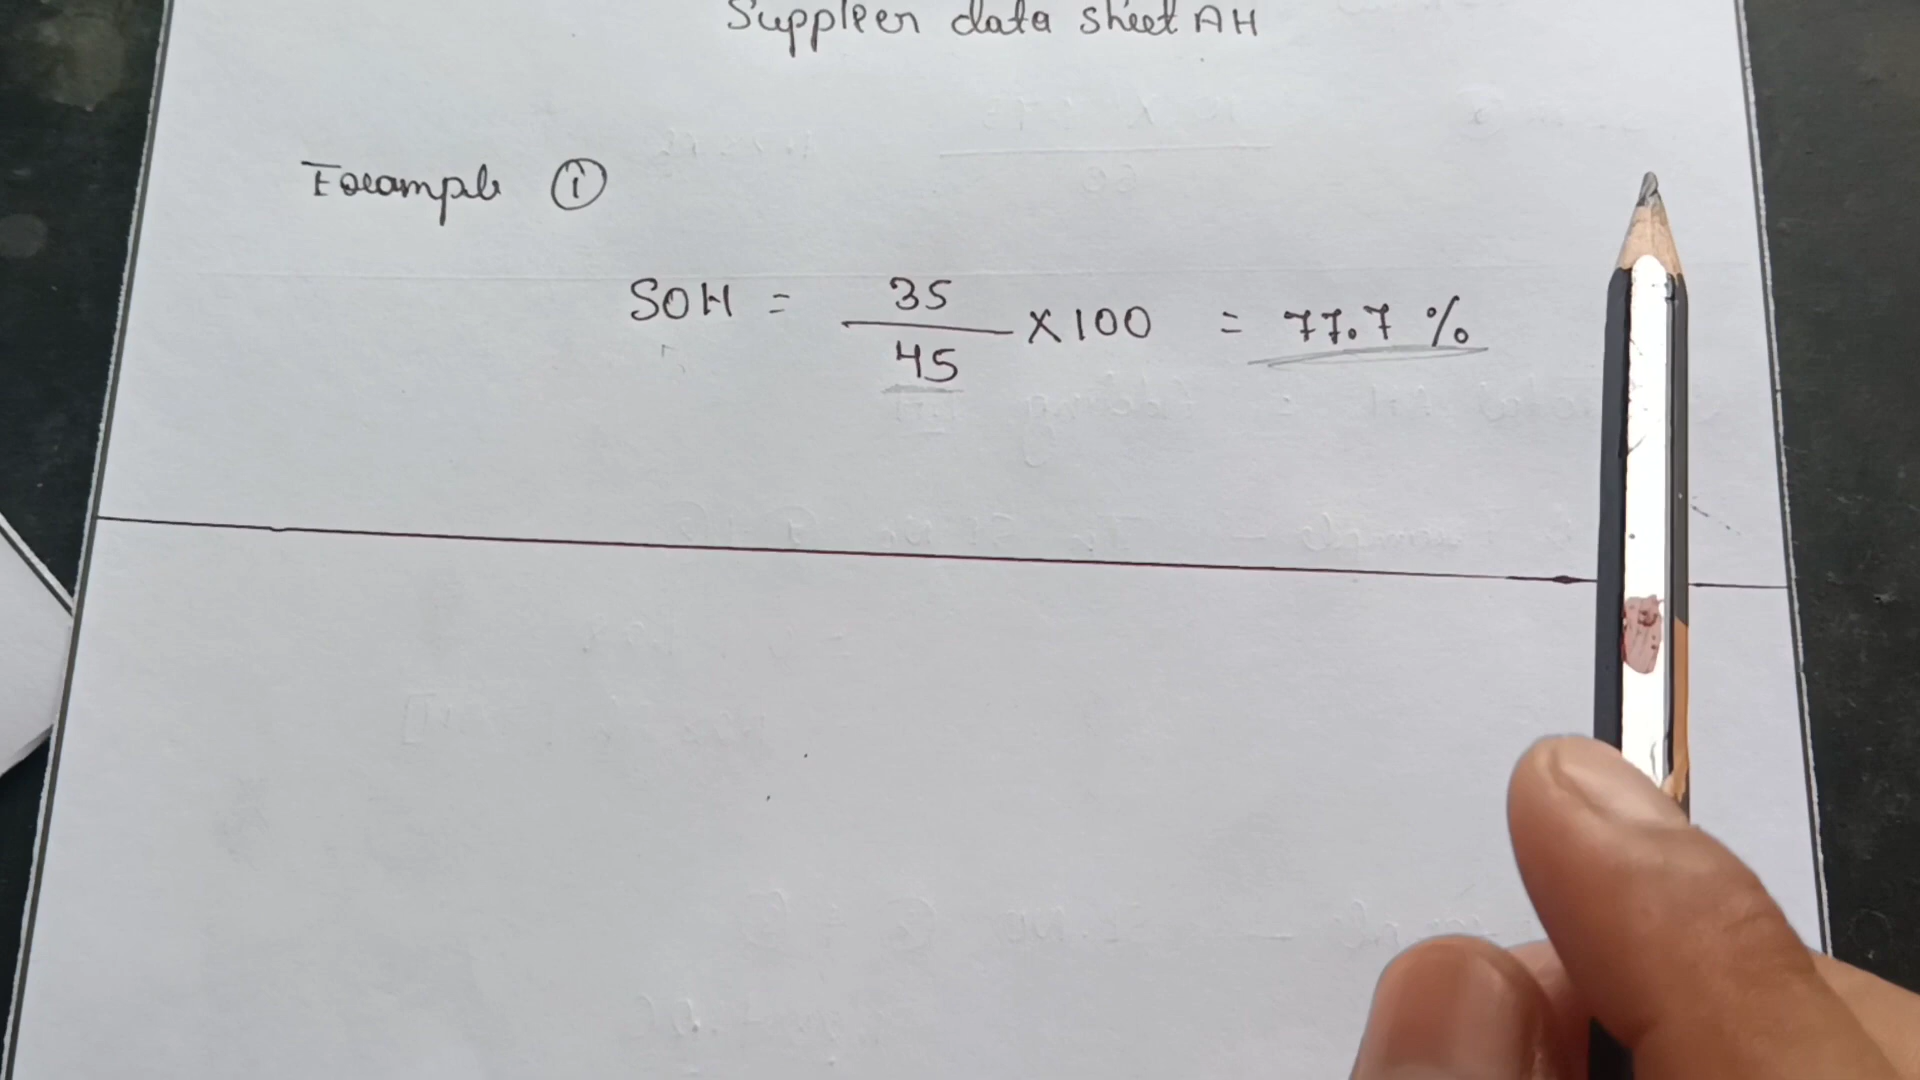 Supplier data sheet AH
Example ①
SOH = 35/45 X 100 = 77.7 %